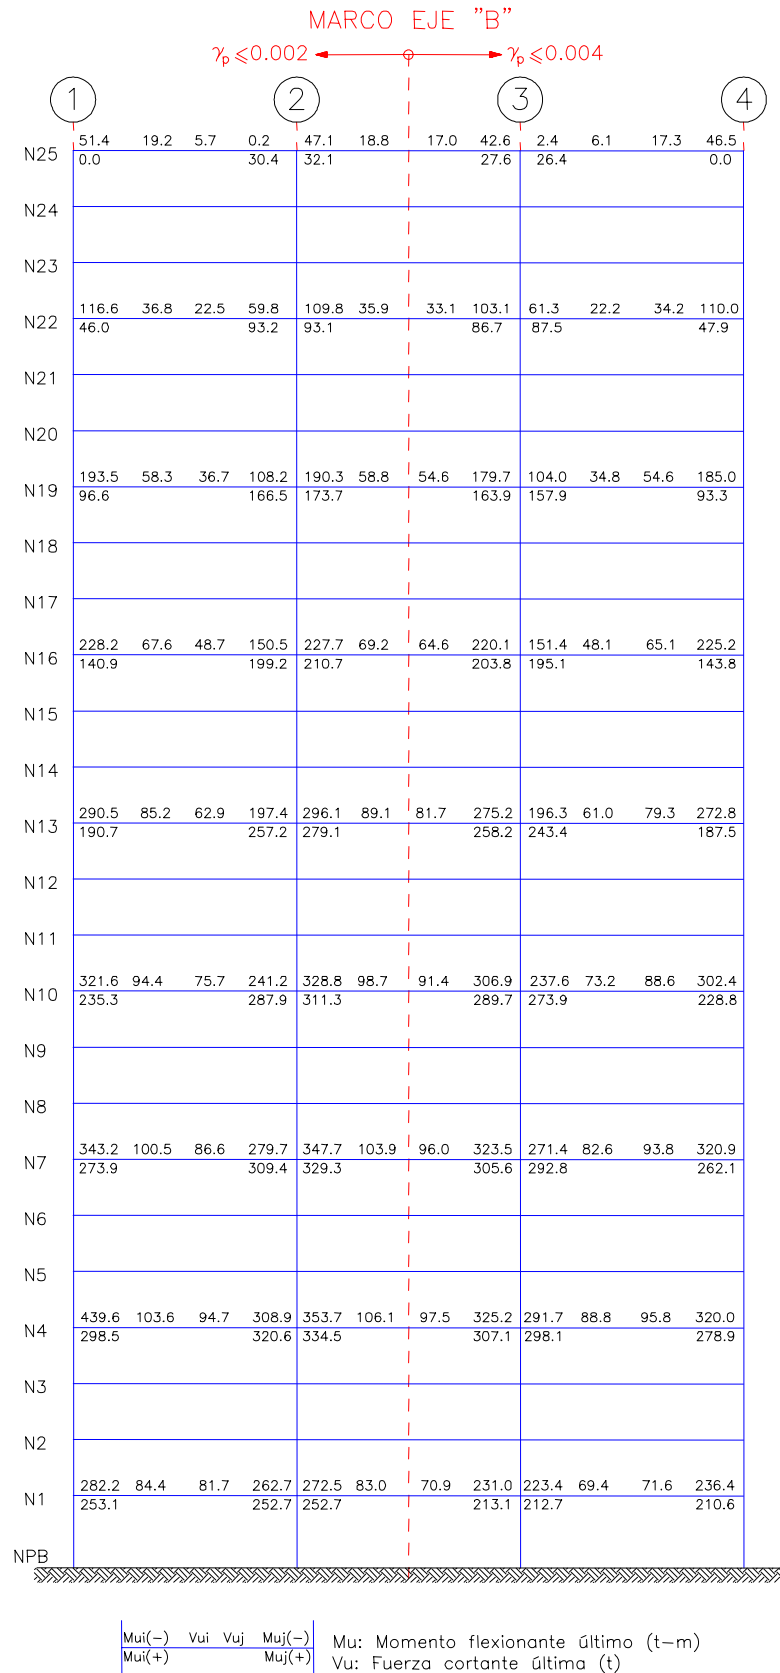 MARCO EJE "B"
γp≤0.002 γp≤0.004
1 2 3 4
51.4 19.2 5.7 0.2 47.1 18.8 17.0 42.6 2.4 6.1 17.3 46.5
N25
0.0 30.4 32.1 27.6 26.4 0.0
N24
N23
116.6 36.8 22.5 59.8 109.8 35.9 33.1 103.1 61.3 22.2 34.2 110.0
N22
46.0 93.2 93.1 86.7 87.5 47.9
N21
N20
193.5 58.3 36.7 108.2 190.3 58.8 54.6 179.7 104.0 34.8 54.6 185.0
N19
96.6 166.5 173.7 163.9 157.9 93.3
N18
N17
228.2 67.6 48.7 150.5 227.7 69.2 64.6 220.1 151.4 48.1 65.1 225.2
N16
140.9 199.2 210.7 203.8 195.1 143.8
N15
N14
290.5 85.2 62.9 197.4 296.1 89.1 81.7 275.2 196.3 61.0 79.3 272.8
N13
190.7 257.2 279.1 258.2 243.4 187.5
N12
N11
321.6 94.4 75.7 241.2 328.8 98.7 91.4 306.9 237.6 73.2 88.6 302.4
N10
235.3 287.9 311.3 289.7 273.9 228.8
N9
N8
343.2 100.5 86.6 279.7 347.7 103.9 96.0 323.5 271.4 82.6 93.8 320.9
N7
273.9 309.4 329.3 305.6 292.8 262.1
N6
N5
439.6 103.6 94.7 308.9 353.7 106.1 97.5 325.2 291.7 88.8 95.8 320.0
N4
298.5 320.6 334.5 307.1 298.1 278.9
N3
N2
282.2 84.4 81.7 262.7 272.5 83.0 70.9 231.0 223.4 69.4 71.6 236.4
N1
253.1 252.7 252.7 213.1 212.7 210.6
NPB
Mui(-) Vui Vuj Muj(-)
Mui(+) Muj(+)
Mu: Momento flexionante último (t-m)
Vu: Fuerza cortante última (t)